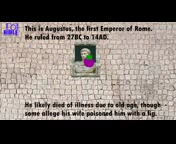 This is Augustus, the first Emperor of Rome.
He ruled from 27BC to 14AD.
He likely died of illness due to old age, though
some allege his wife poisoned him with a fig.